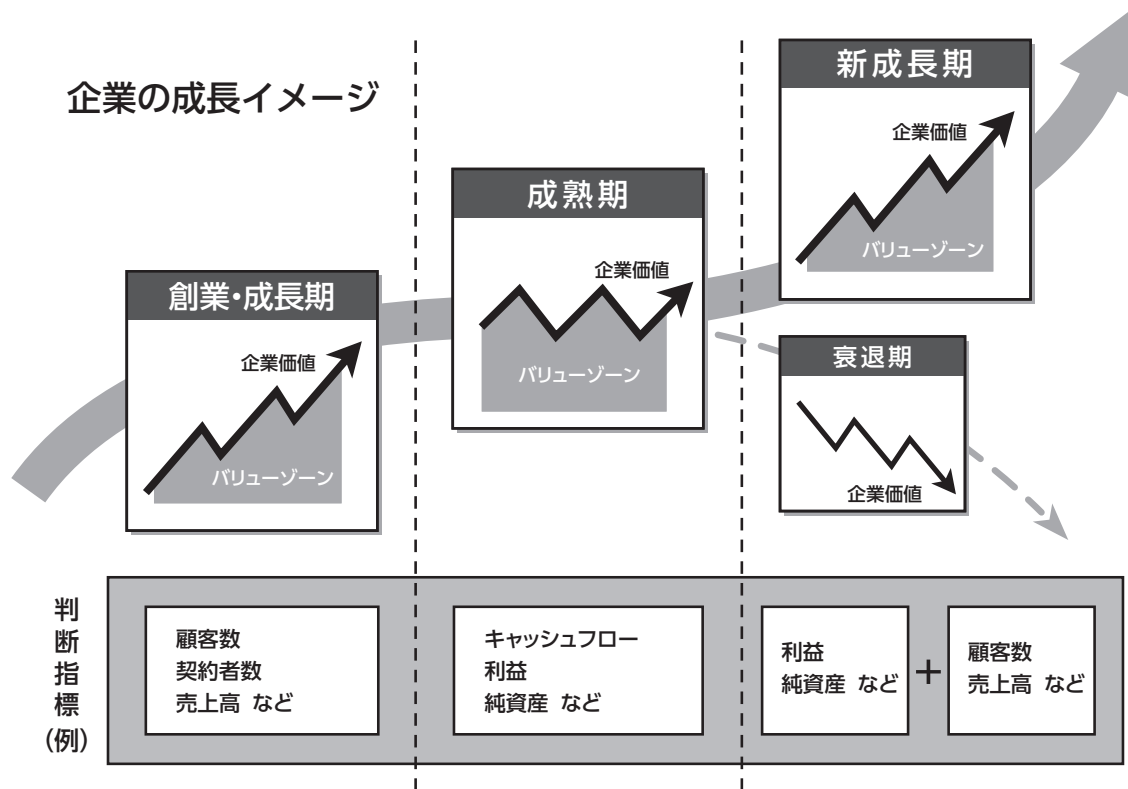 企業の成長イメージ
創業・成長期
企業価値
バリューゾーン
成熟期
企業価値
バリューゾーン
新成長期
企業価値
バリューゾーン
衰退期
企業価値
判断指標(例)
顧客数
契約者数
売上高 など
キャッシュフロー
利益
純資産 など
利益
純資産 など
+
顧客数
売上高 など